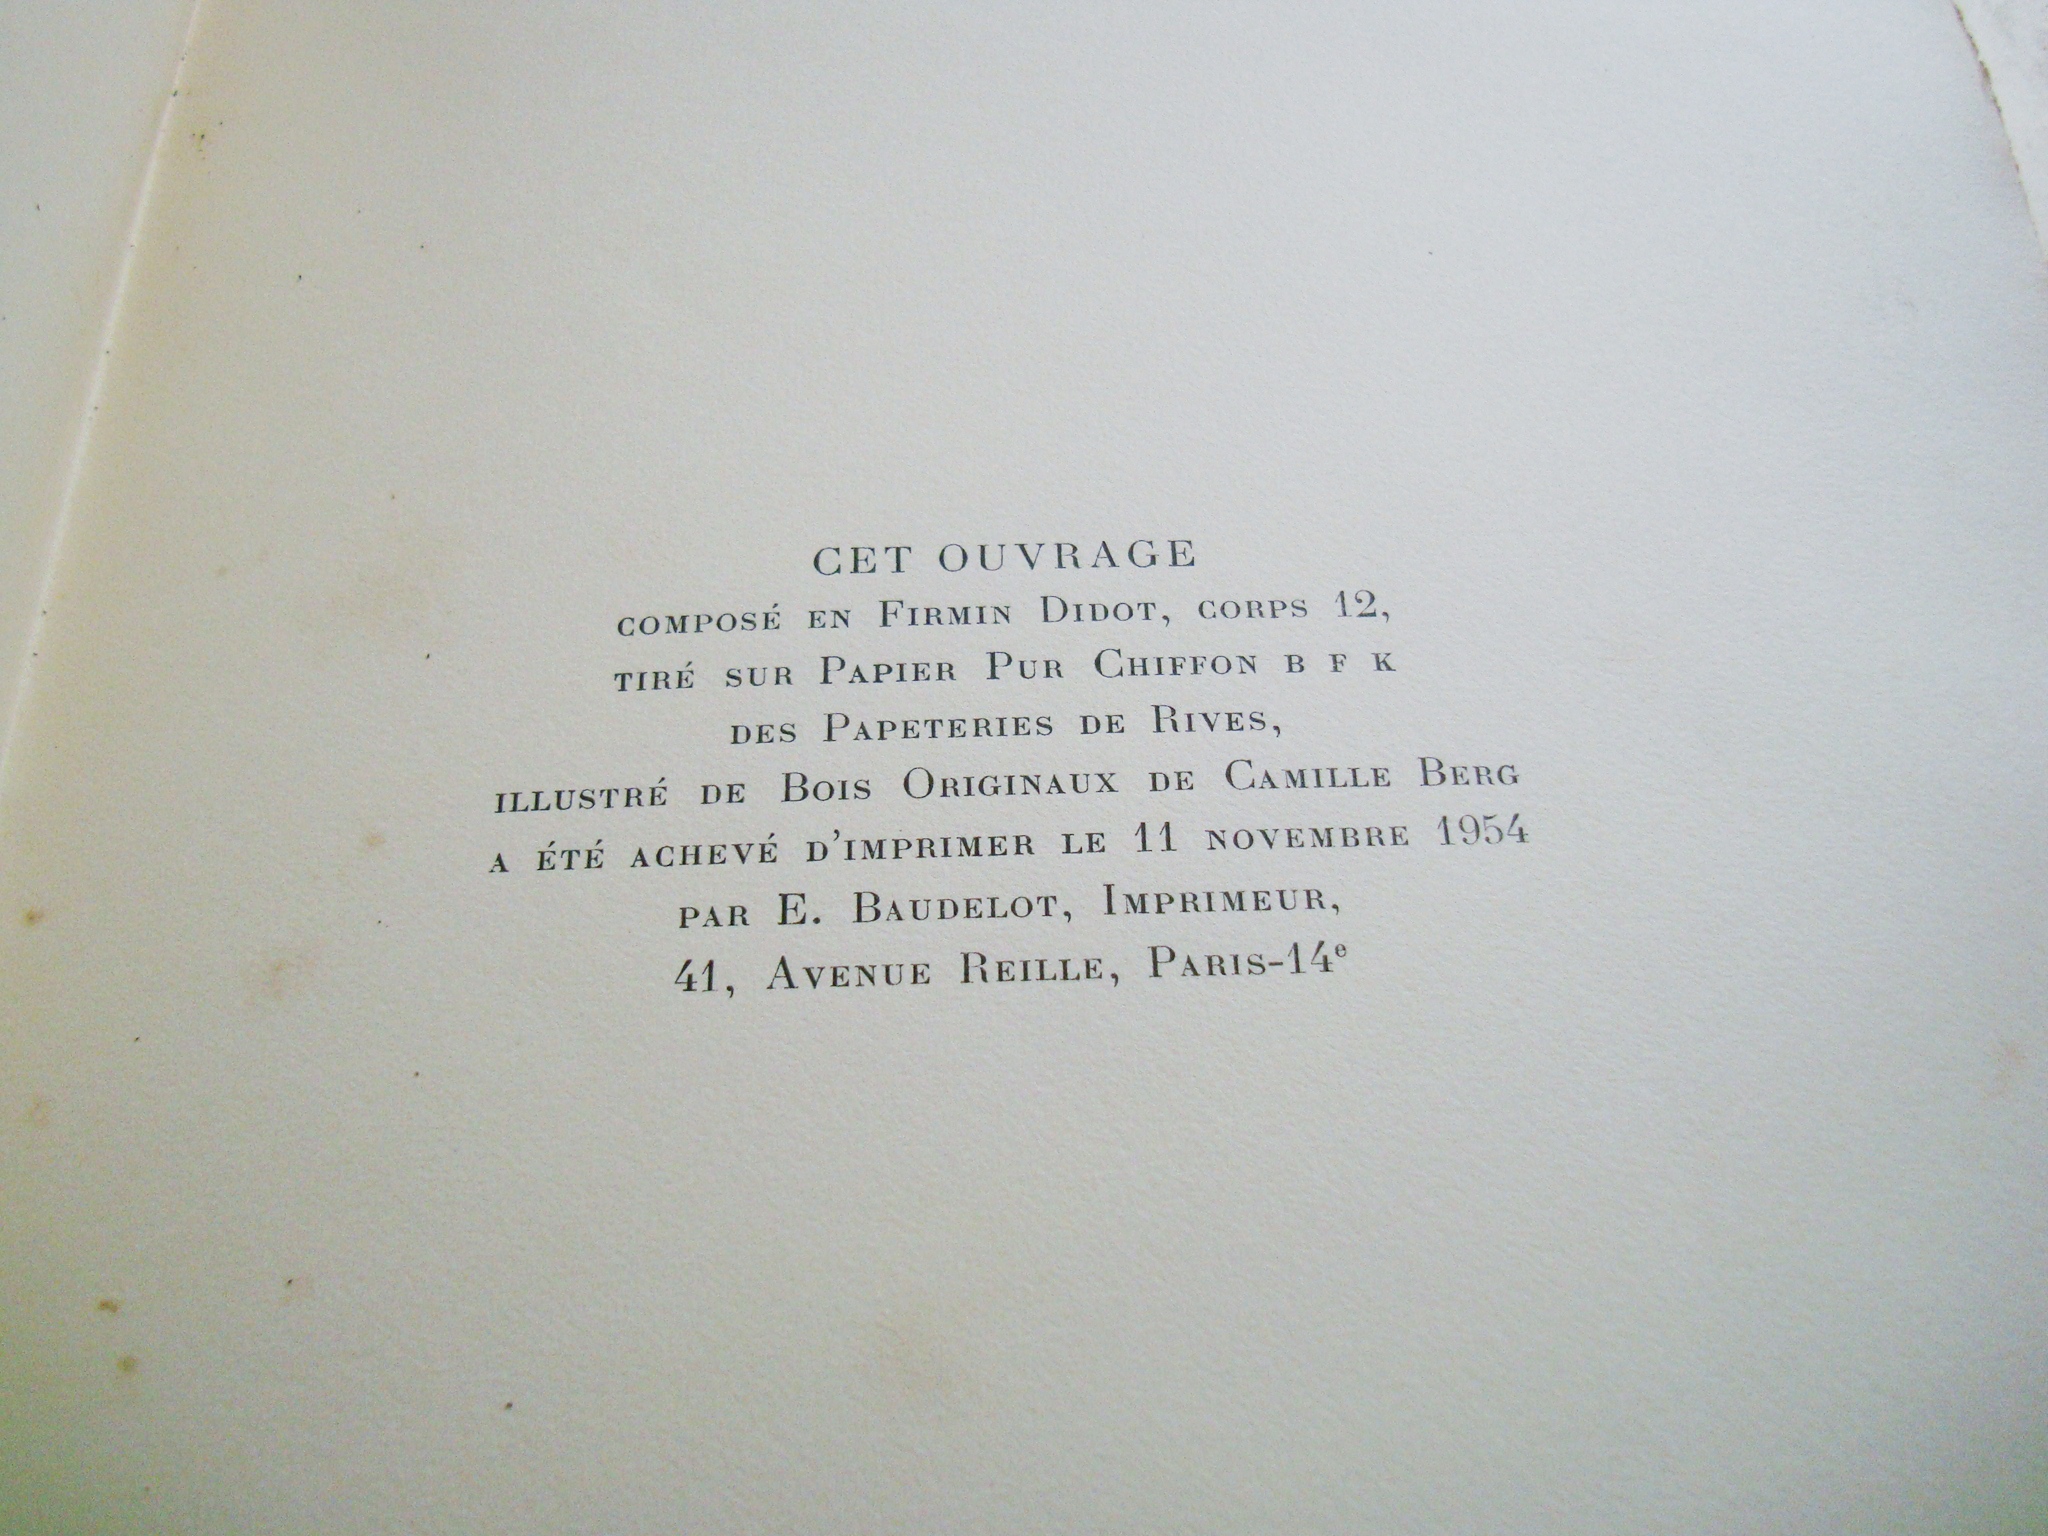 CET OUVRAGE
COMPOSÉ EN FIRMIN DIDOT, CORPS 12,
TIRÉ SUR PAPIER PUR CHIFFON B F K
DES PAPETERIES DE RIVES,
ILLUSTRÉ DE BOIS ORIGINAUX DE CAMILLE BERG
A ÉTÉ ACHEVÉ D'IMPRIMER LE 11 NOVEMBRE 1954
PAR E. BAUDELOT, IMPRIMEUR,
41, AVENUE REILLE, PARIS-14e